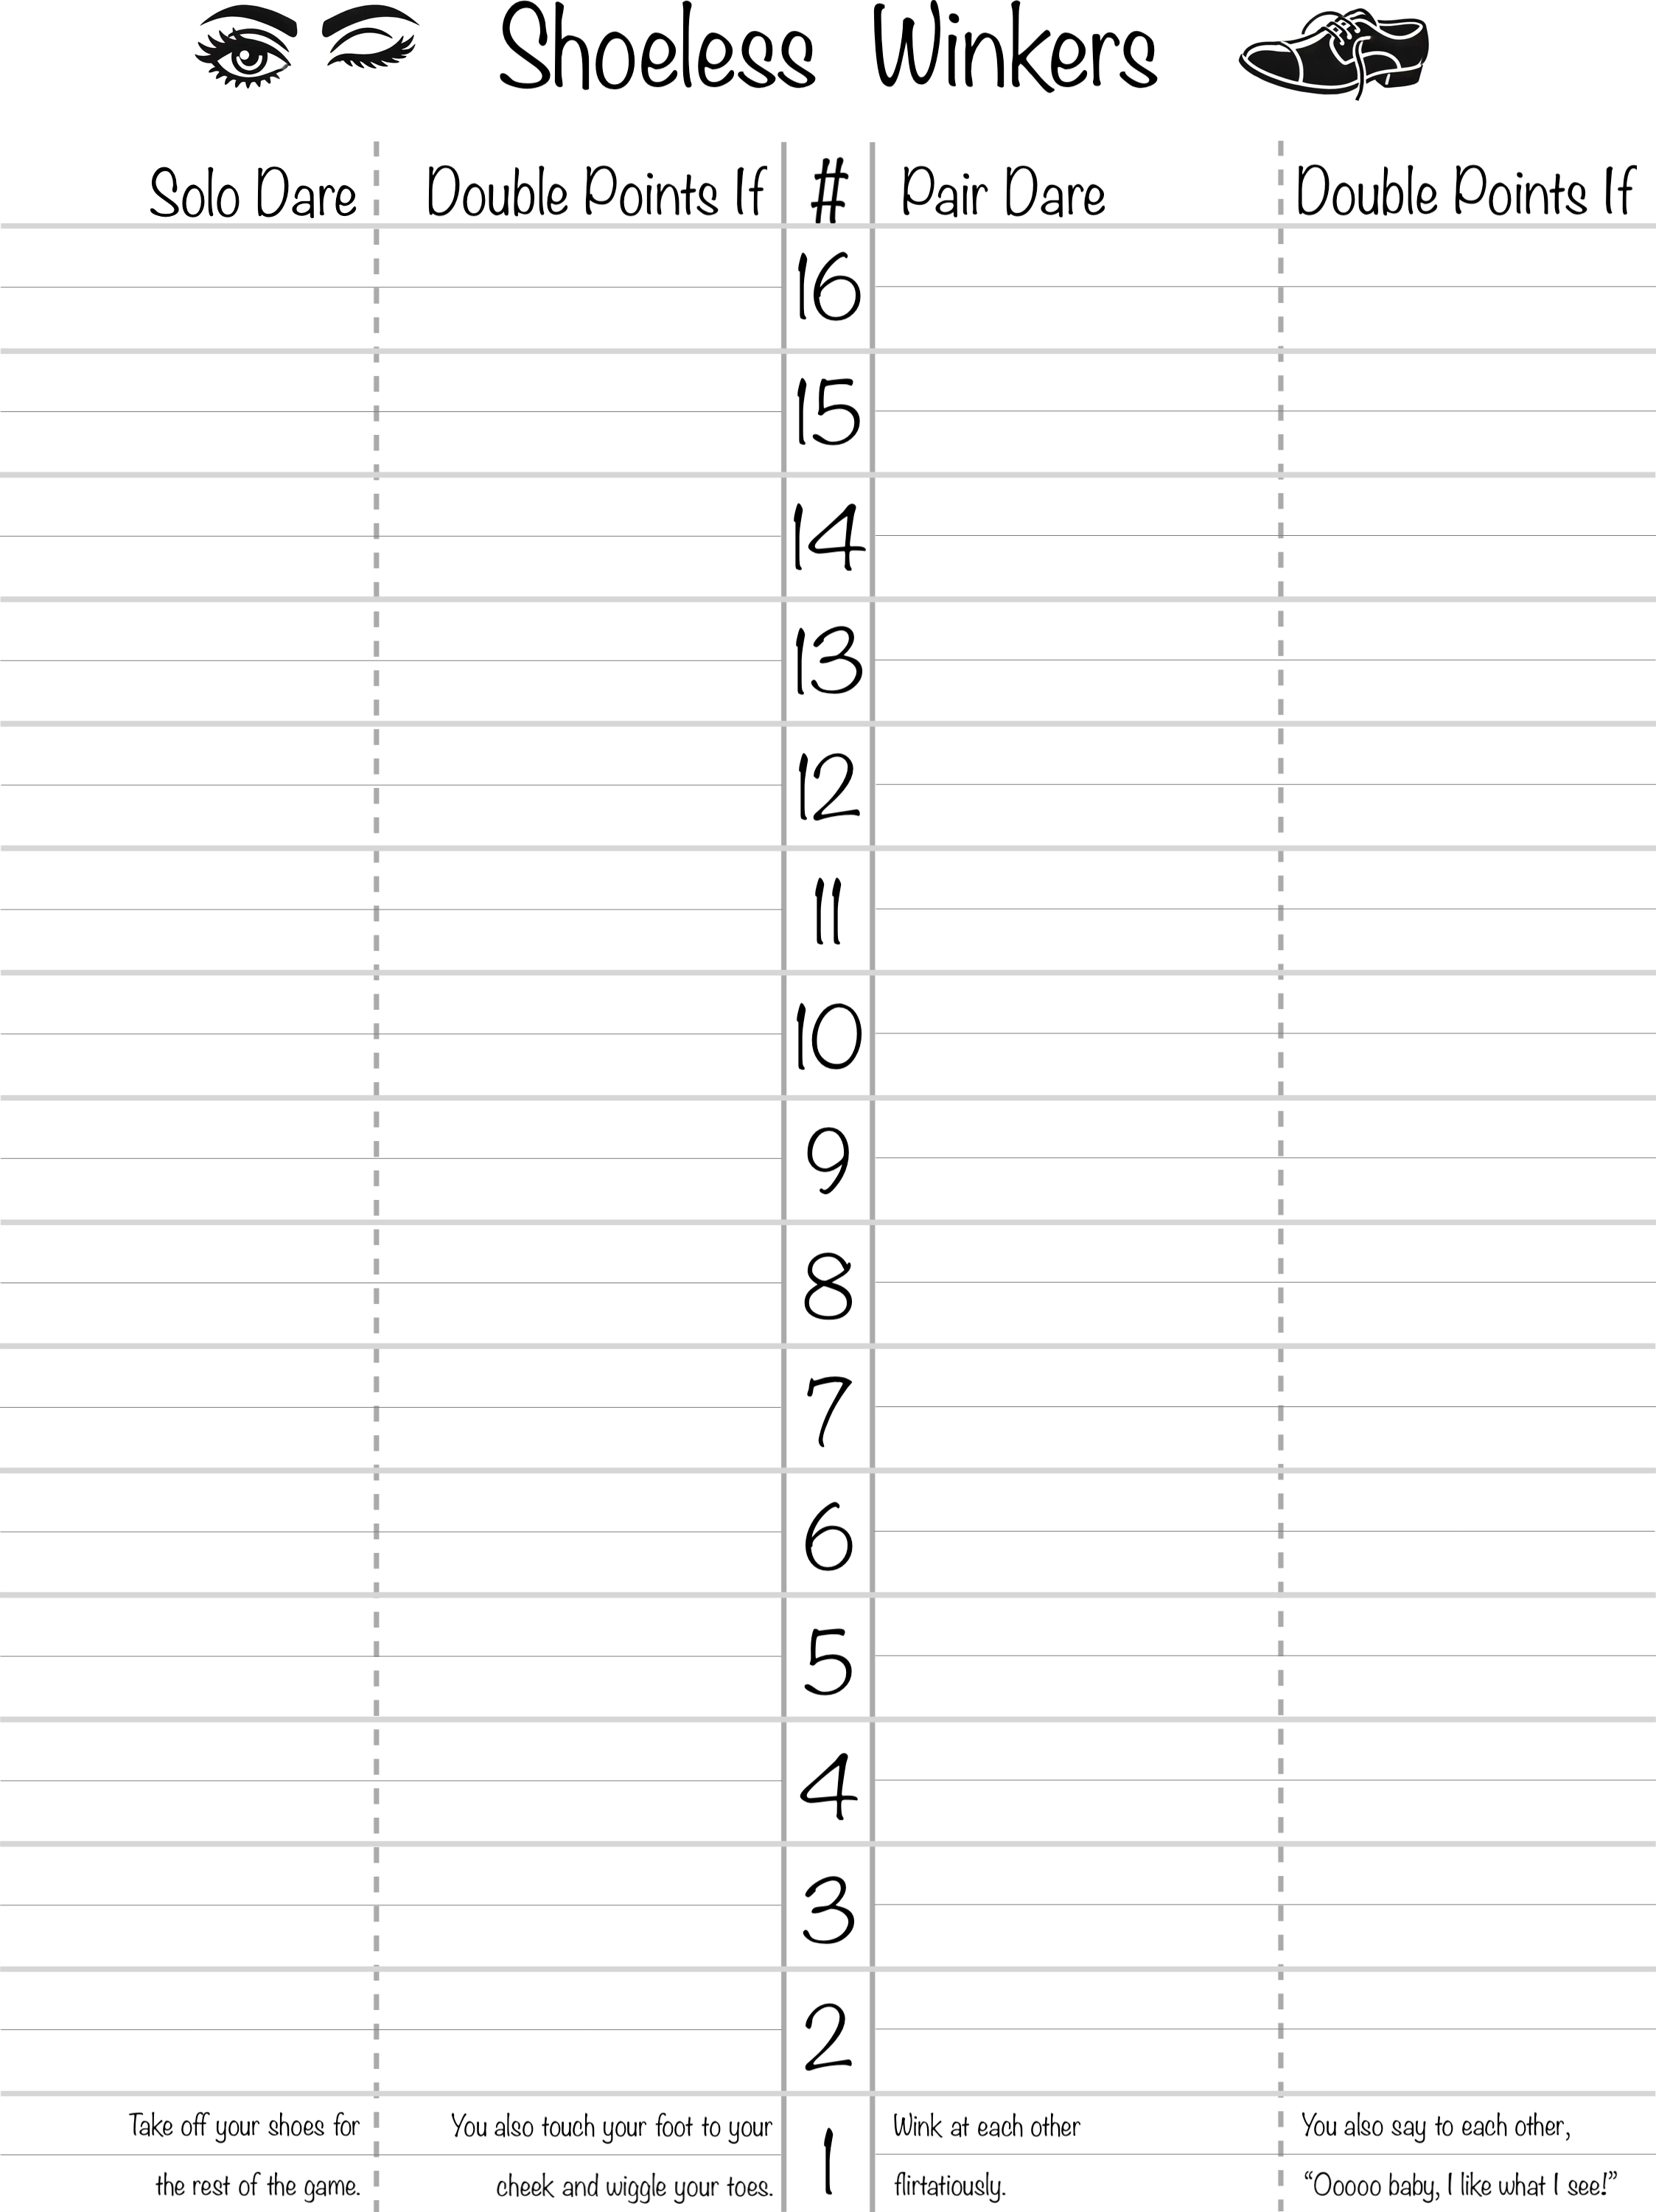 Shoeless Winkers
Solo Dare Double Points If # Pair Dare Double Points If
16
15
14
13
12
11
10
9
8
7
6
5
4
3
2
1
Take off your shoes for
the rest of the game.
You also touch your foot to your
cheek and wiggle your toes.
Wink at each other
flirtatiously.
You also say to each other,
“Ooooo baby, I like what I see!”